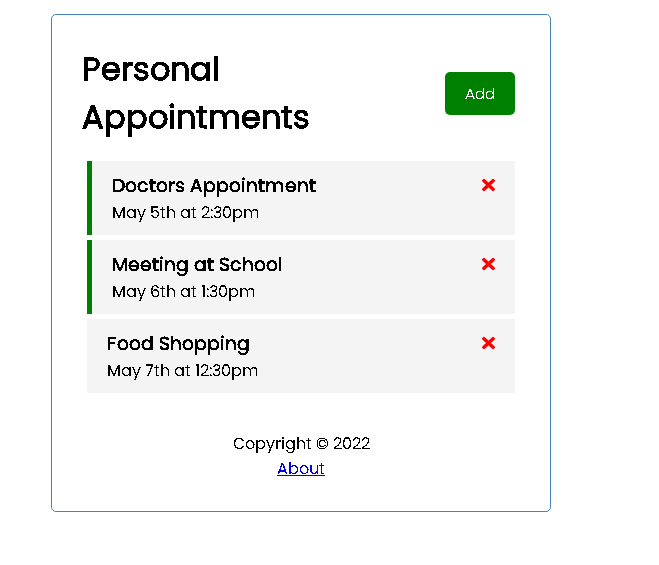 Personal
Appointments
Add
Doctors Appointment
May 5th at 2:30pm
Meeting at School
May 6th at 1:30pm
Food Shopping
May 7th at 12:30pm
Copyright © 2022
About